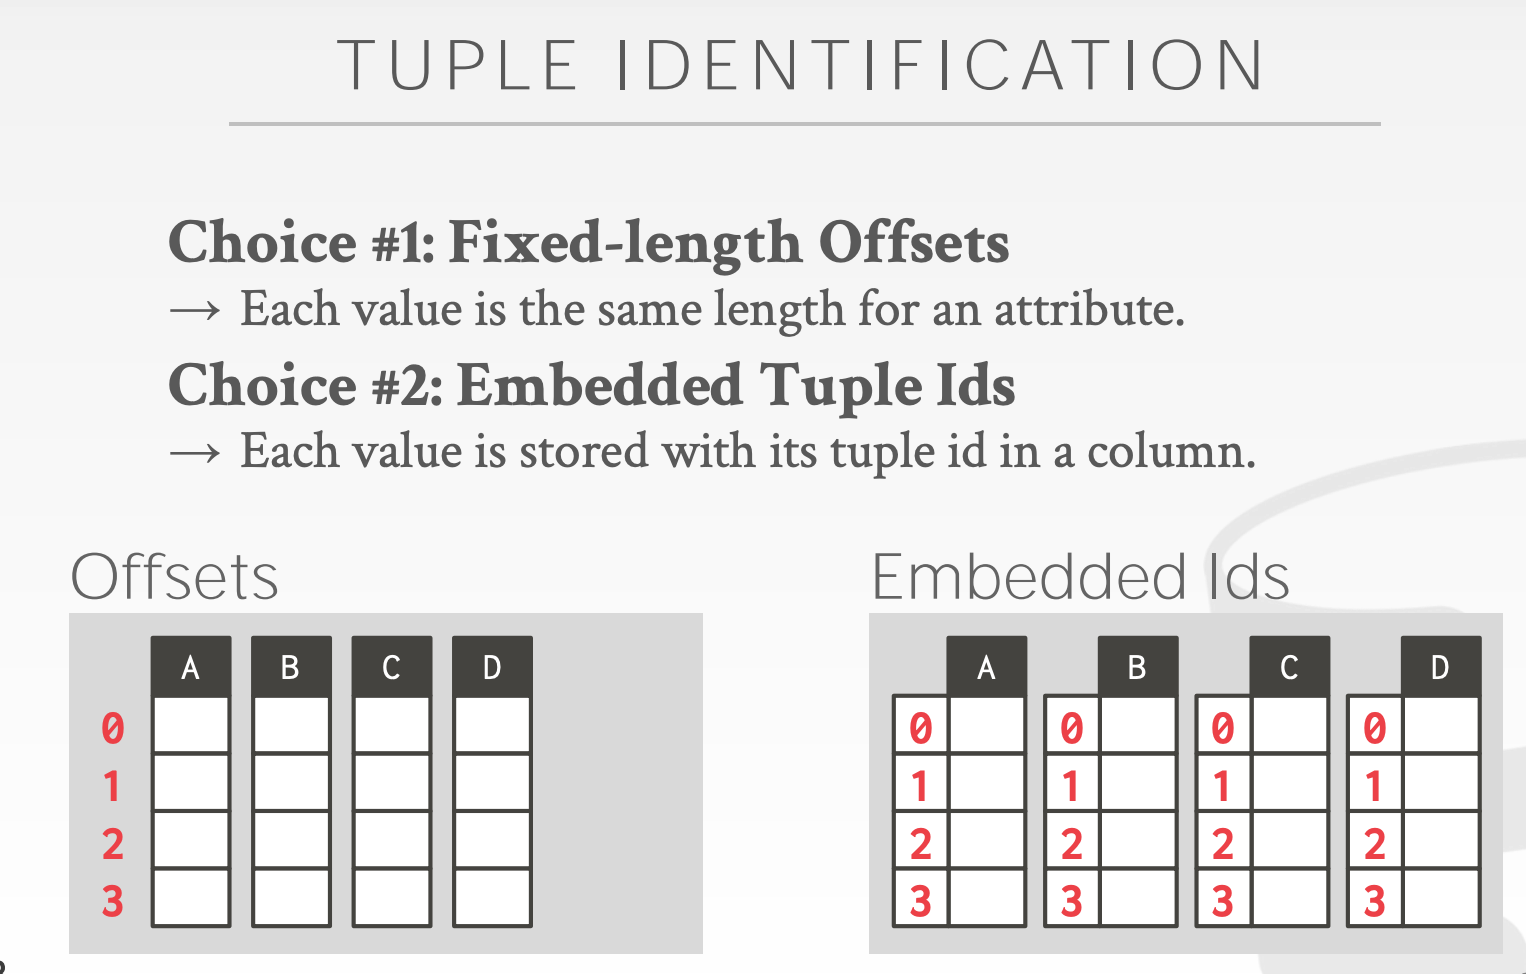 TUPLE IDENTIFICATION
Choice #1: Fixed-length Offsets
→ Each value is the same length for an attribute.
Choice #2: Embedded Tuple Ids
→ Each value is stored with its tuple id in a column.
Offsets
A B C D
0
1
2
3
Embedded Ids
A B C D
0 0 0 0
1 1 1 1
2 2 2 2
3 3 3 3